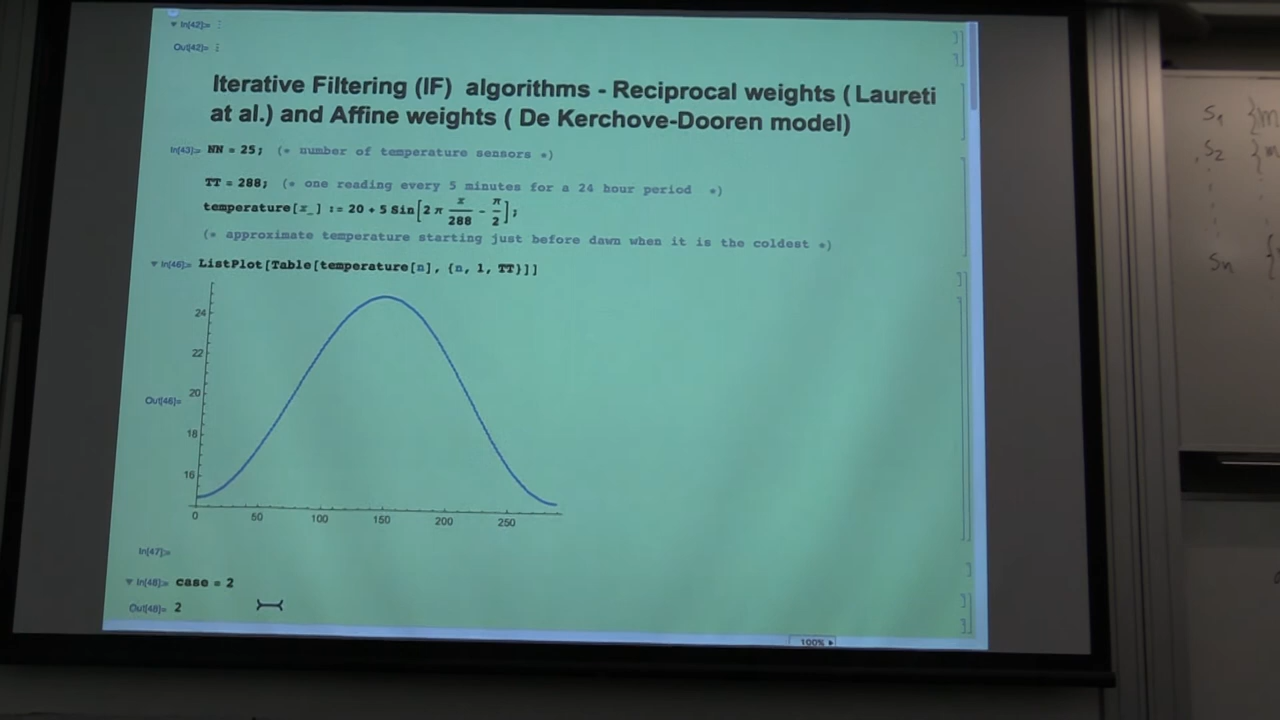 In[42]:= ⋮
Out[42]= ⋮
Iterative Filtering (IF) algorithms - Reciprocal weights ( Laureti
at al.) and Affine weights ( De Kerchove-Dooren model)
In[43]:= NN = 25; (* number of temperature sensors *)
TT = 288; (* one reading every 5 minutes for a 24 hour period *)
temperature[x_] := 20 + 5 Sin[2 π x/288 - π/2];
(* approximate temperature starting just before dawn when it is the coldest *)
In[46]:= ListPlot[Table[temperature[n], {n, 1, TT}]]
24
22
Out[46]= 20
18
16
0 50 100 150 200 250
In[47]:=
In[48]:= case = 2
Out[48]= 2
100%
S1 {m
S2 {m
Sn {